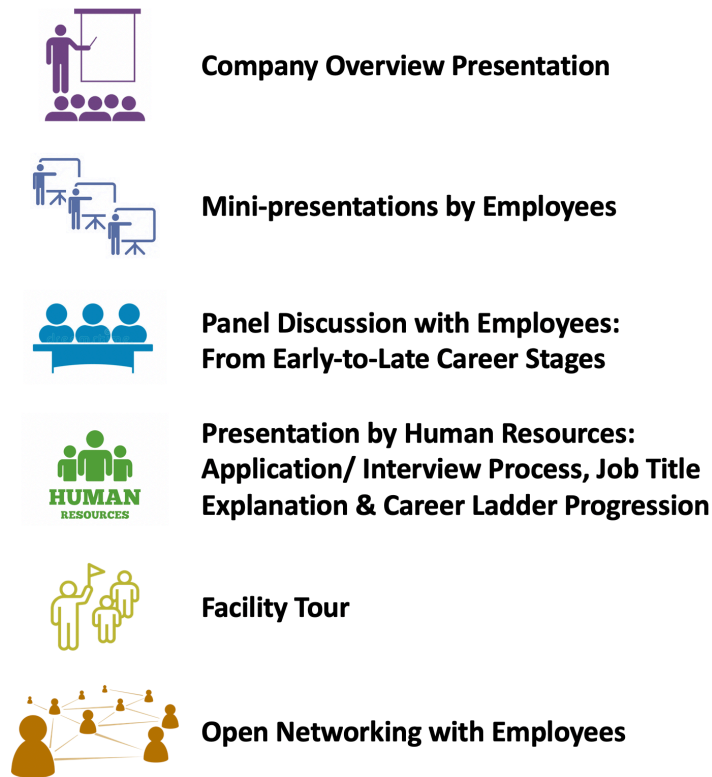 Company Overview Presentation
Mini-presentations by Employees
Panel Discussion with Employees:
From Early-to-Late Career Stages
HUMAN
RESOURCES
Presentation by Human Resources:
Application/ Interview Process, Job Title
Explanation & Career Ladder Progression
Facility Tour
Open Networking with Employees